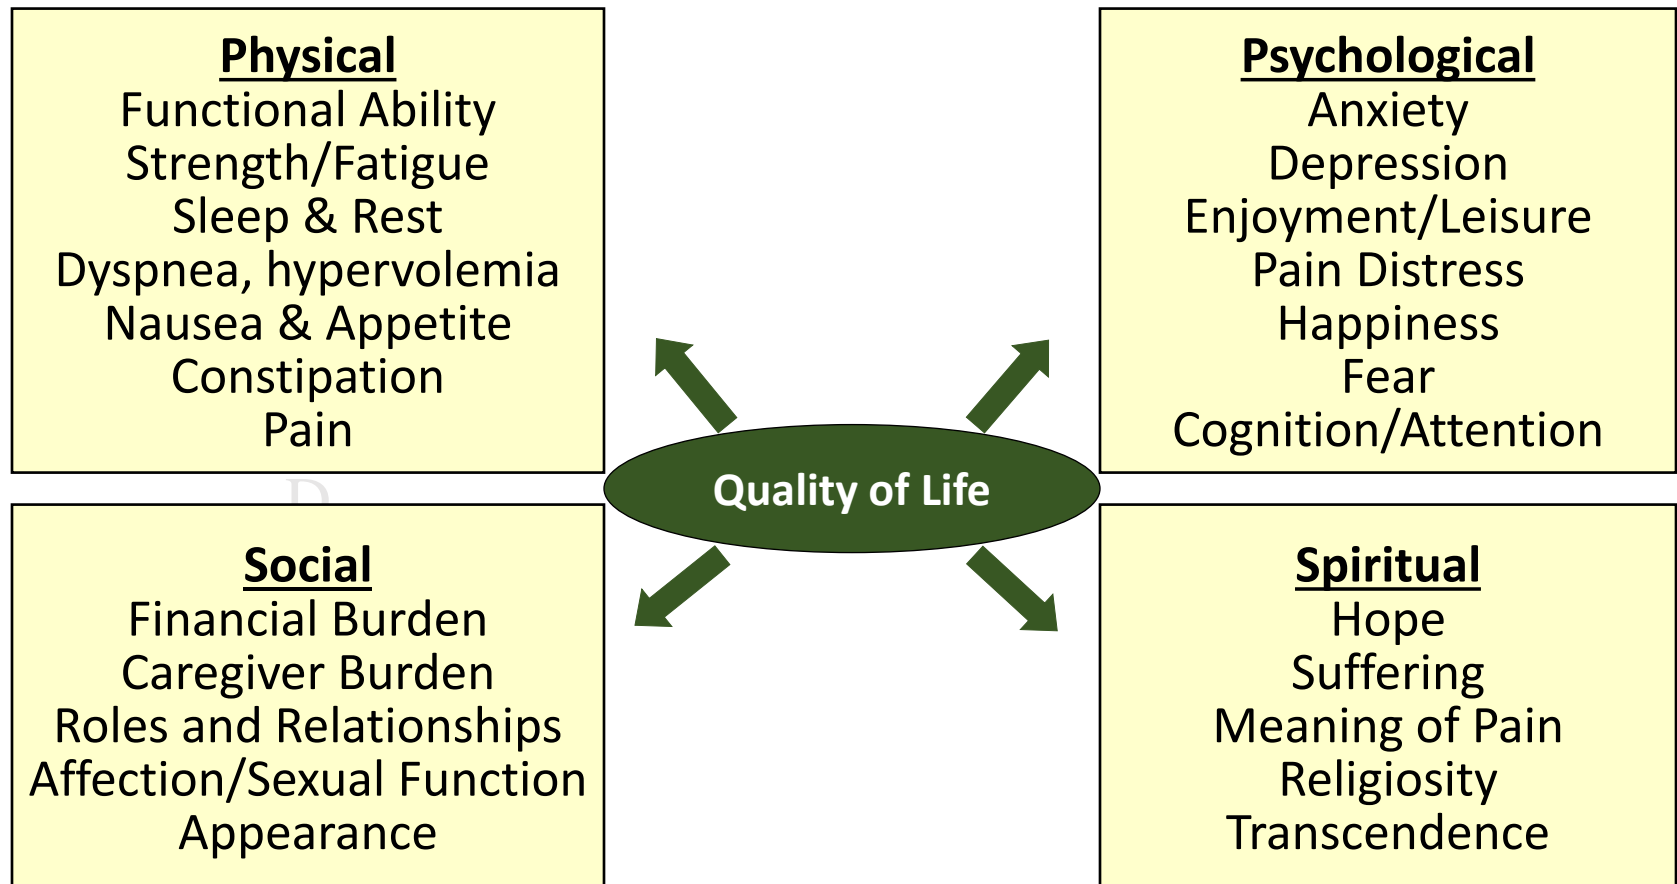 Physical
Functional Ability
Strength/Fatigue
Sleep & Rest
Dyspnea, hypervolemia
Nausea & Appetite
Constipation
Pain
Psychological
Anxiety
Depression
Enjoyment/Leisure
Pain Distress
Happiness
Fear
Cognition/Attention
Quality of Life
D
Social
Financial Burden
Caregiver Burden
Roles and Relationships
Affection/Sexual Function
Appearance
Spiritual
Hope
Suffering
Meaning of Pain
Religiosity
Transcendence